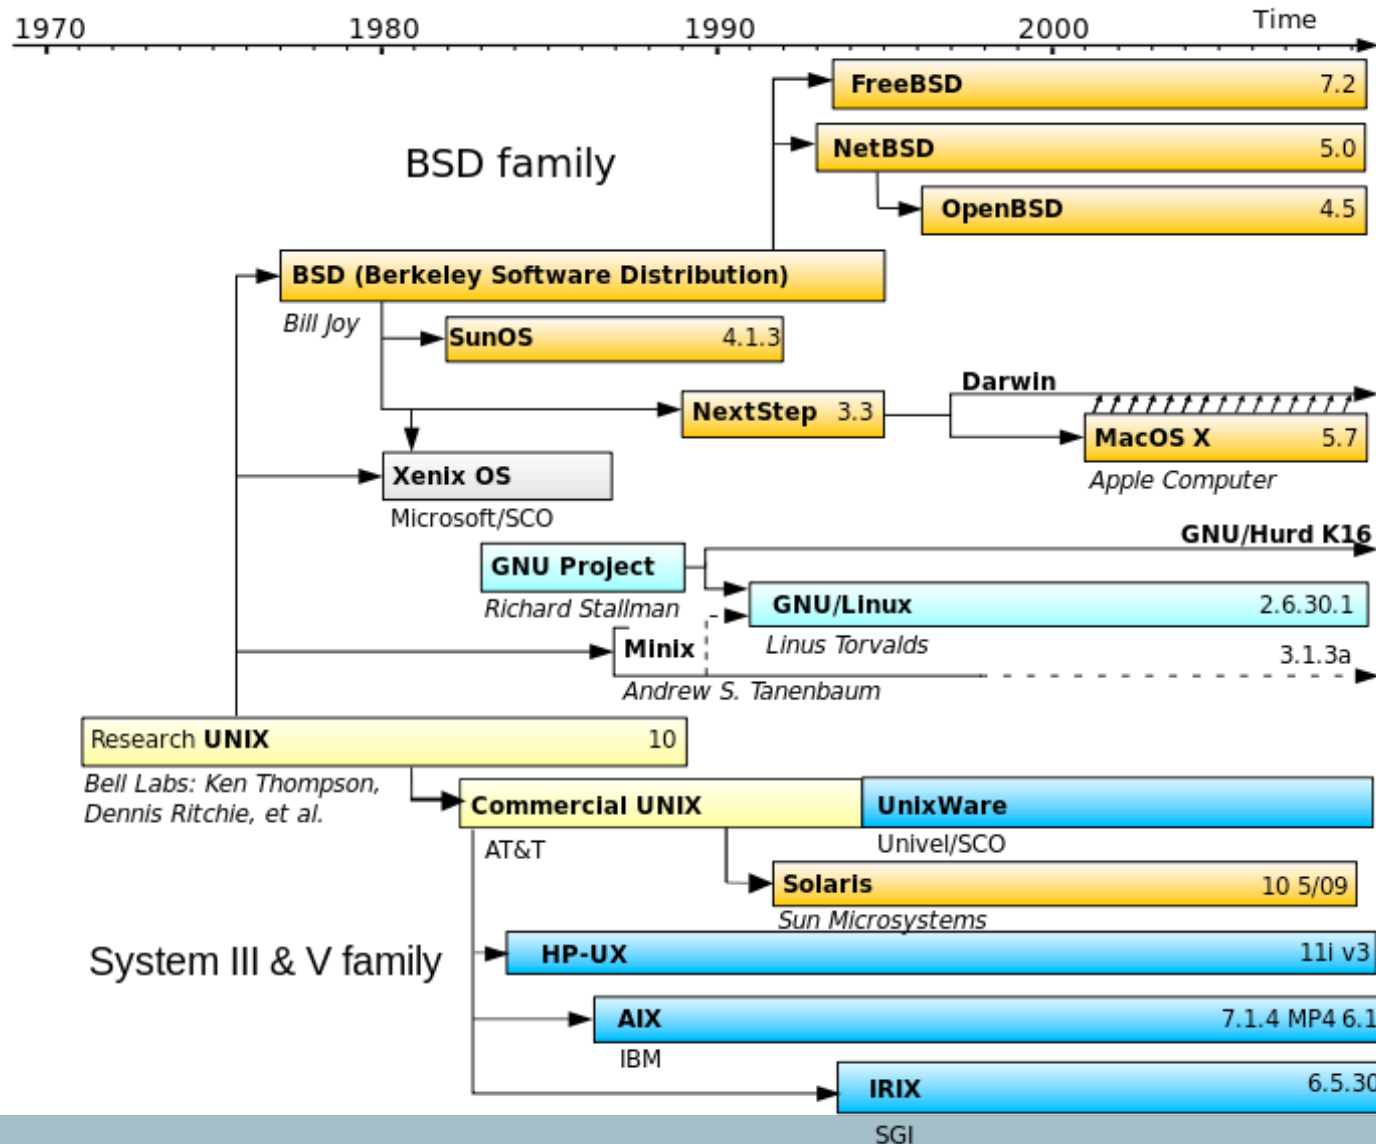 1970 1980 1990 2000 Time
FreeBSD 7.2
BSD family
NetBSD 5.0
OpenBSD 4.5
BSD (Berkeley Software Distribution)
Bill Joy
SunOS 4.1.3
Darwin
NextStep 3.3
MacOS X 5.7
Apple Computer
Xenix OS
Microsoft/SCO
GNU/Hurd K16
GNU Project
Richard Stallman
GNU/Linux 2.6.30.1
Linus Torvalds
Minix 3.1.3a
Andrew S. Tanenbaum
Research UNIX 10
Bell Labs: Ken Thompson,
Dennis Ritchie, et al.
Commercial UNIX
AT&T
UnixWare
Univel/SCO
Solaris 10 5/09
Sun Microsystems
System III & V family
HP-UX 11i v3
AIX 7.1.4 MP4 6.1
IBM
IRIX 6.5.30
SGI